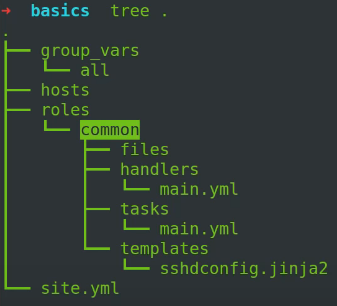 → basics tree .
.
├── group_vars
│   └── all
├── hosts
├── roles
│   └── common
│       ├── files
│       ├── handlers
│       │   └── main.yml
│       ├── tasks
│       │   └── main.yml
│       └── templates
│           └── sshdconfig.jinja2
└── site.yml